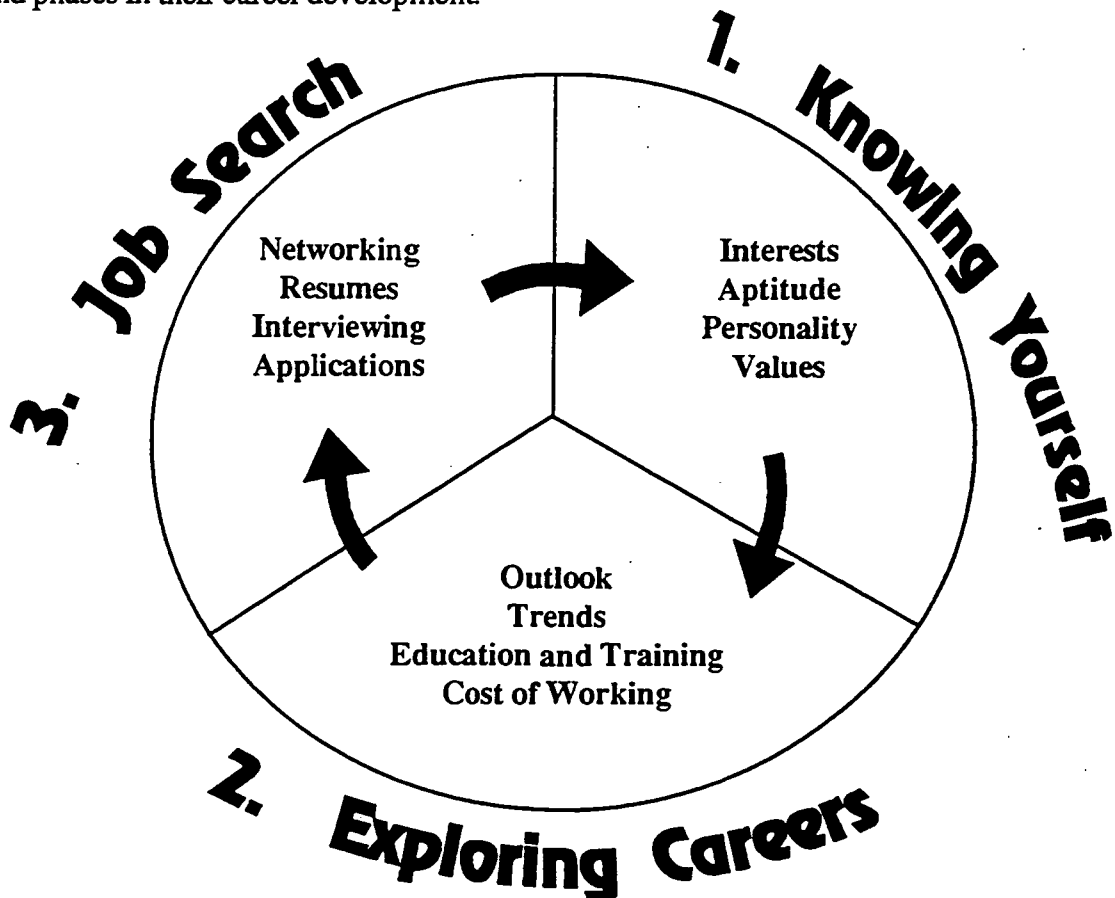 nd phases in their career development.
1. Knowing Yourself
Interests
Aptitude
Personality
Values
2. Exploring Careers
Outlook
Trends
Education and Training
Cost of Working
3. Job Search
Networking
Resumes
Interviewing
Applications